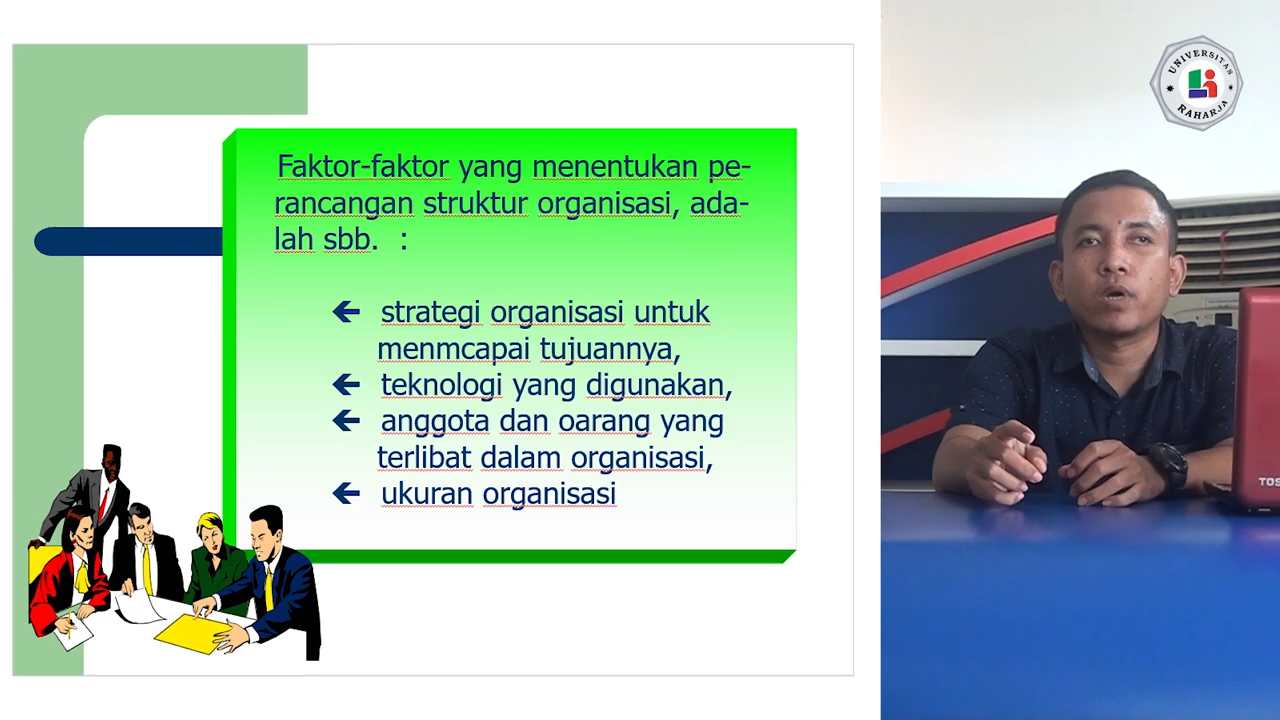 Faktor-faktor yang menentukan pe-
rancangan struktur organisasi, ada-
lah sbb. :
← strategi organisasi untuk
menmcapai tujuannya,
← teknologi yang digunakan,
← anggota dan oarang yang
terlibat dalam organisasi,
← ukuran organisasi
UNIVERSITAS
RAHARJA
TOS